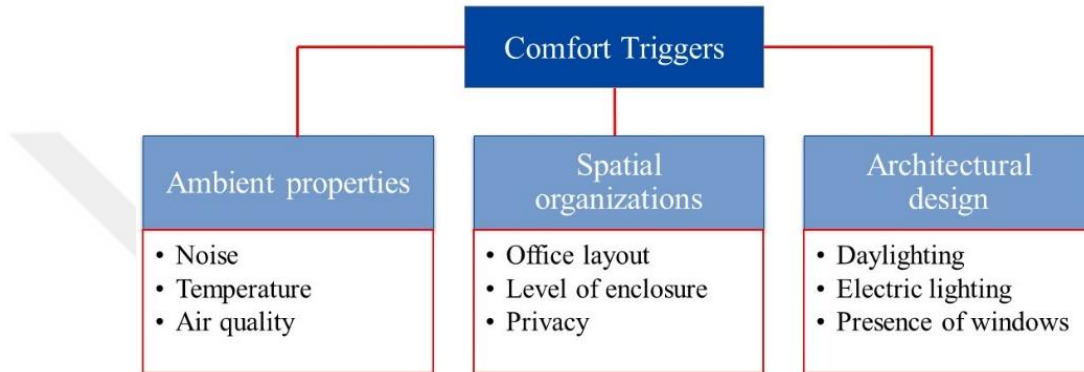 Comfort Triggers
Ambient properties
• Noise
• Temperature
• Air quality
Spatial
organizations
• Office layout
• Level of enclosure
• Privacy
Architectural
design
• Daylighting
• Electric lighting
• Presence of windows